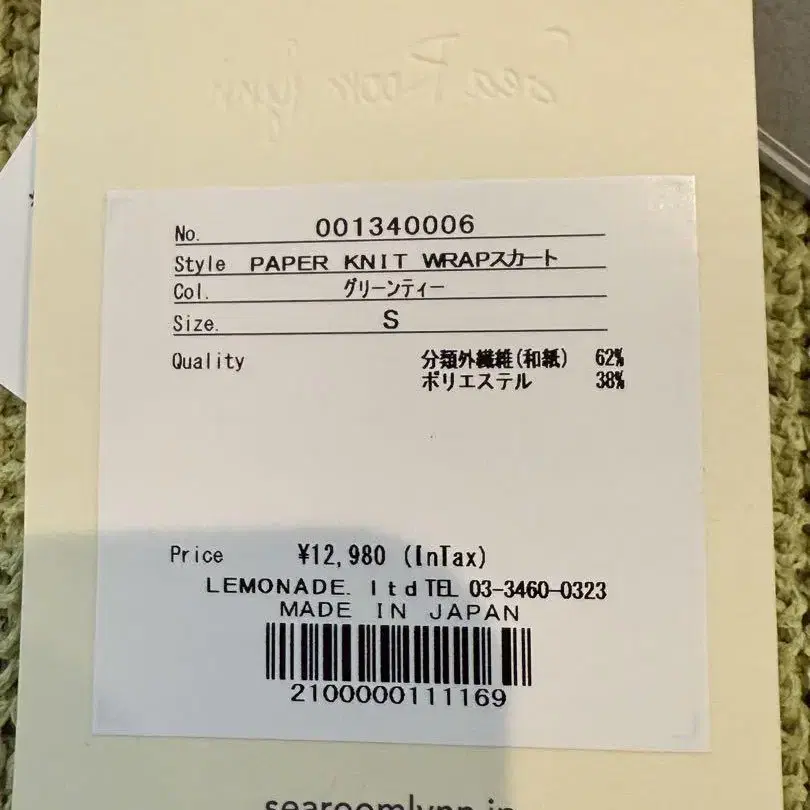 No. 001340006
Style PAPER KNIT WRAPスカート
Col. グリーンティー
Size. S
Quality 分類外繊維(和紙) 62%
ポリエステル 38%
Price ¥12,980 (InTax)
LEMONADE. ltd TEL 03-3460-0323
MADE IN JAPAN
2100000111169
searoomlynn.jp